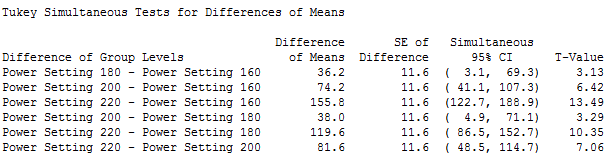 Tukey Simultaneous Tests for Differences of Means
Difference SE of Simultaneous
Difference of Group Levels of Means Difference 95% CI T-Value
Power Setting 180 - Power Setting 160 36.2 11.6 ( 3.1, 69.3) 3.13
Power Setting 200 - Power Setting 160 74.2 11.6 ( 41.1, 107.3) 6.42
Power Setting 220 - Power Setting 160 155.8 11.6 (122.7, 188.9) 13.49
Power Setting 200 - Power Setting 180 38.0 11.6 ( 4.9, 71.1) 3.29
Power Setting 220 - Power Setting 180 119.6 11.6 ( 86.5, 152.7) 10.35
Power Setting 220 - Power Setting 200 81.6 11.6 ( 48.5, 114.7) 7.06